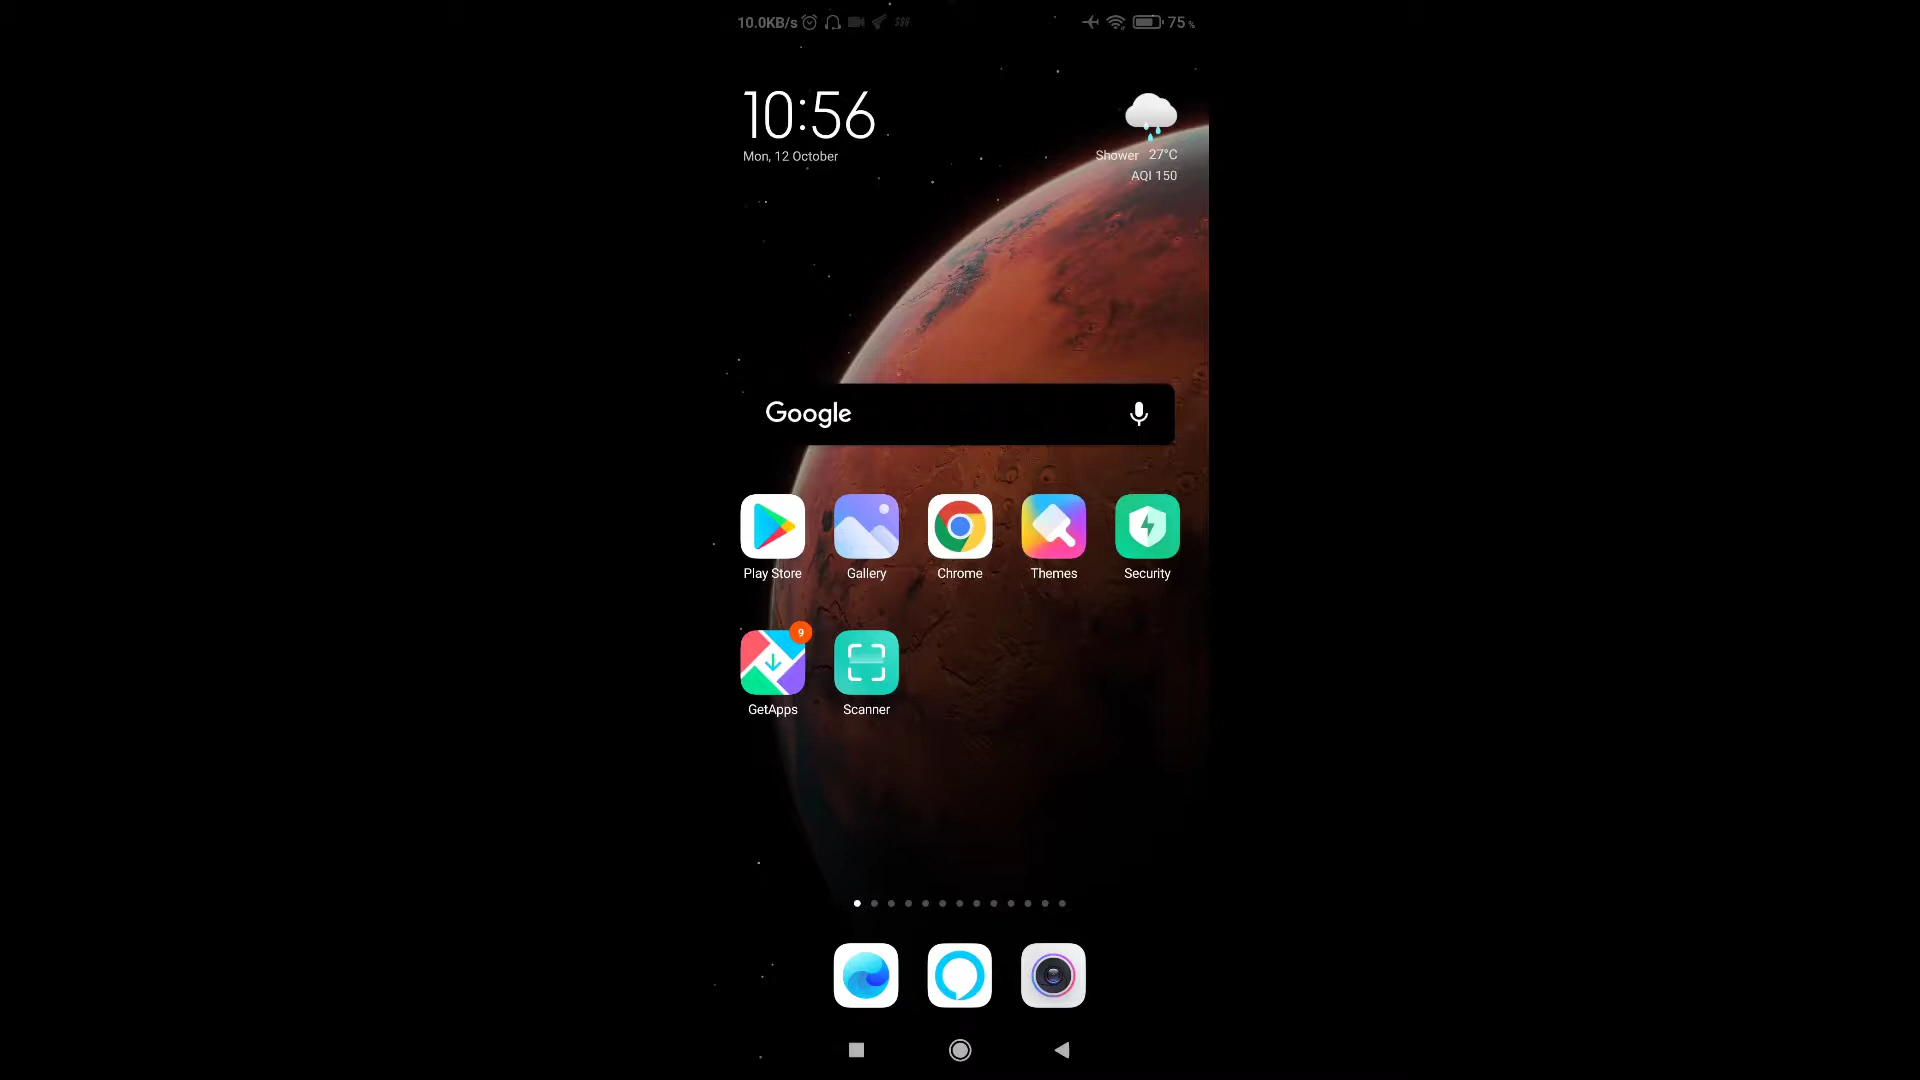 10.0KB/s 75 %
10:56
Mon, 12 October
Shower 27°C
AQI 150
Google
Play Store Gallery Chrome Themes Security
9
GetApps Scanner